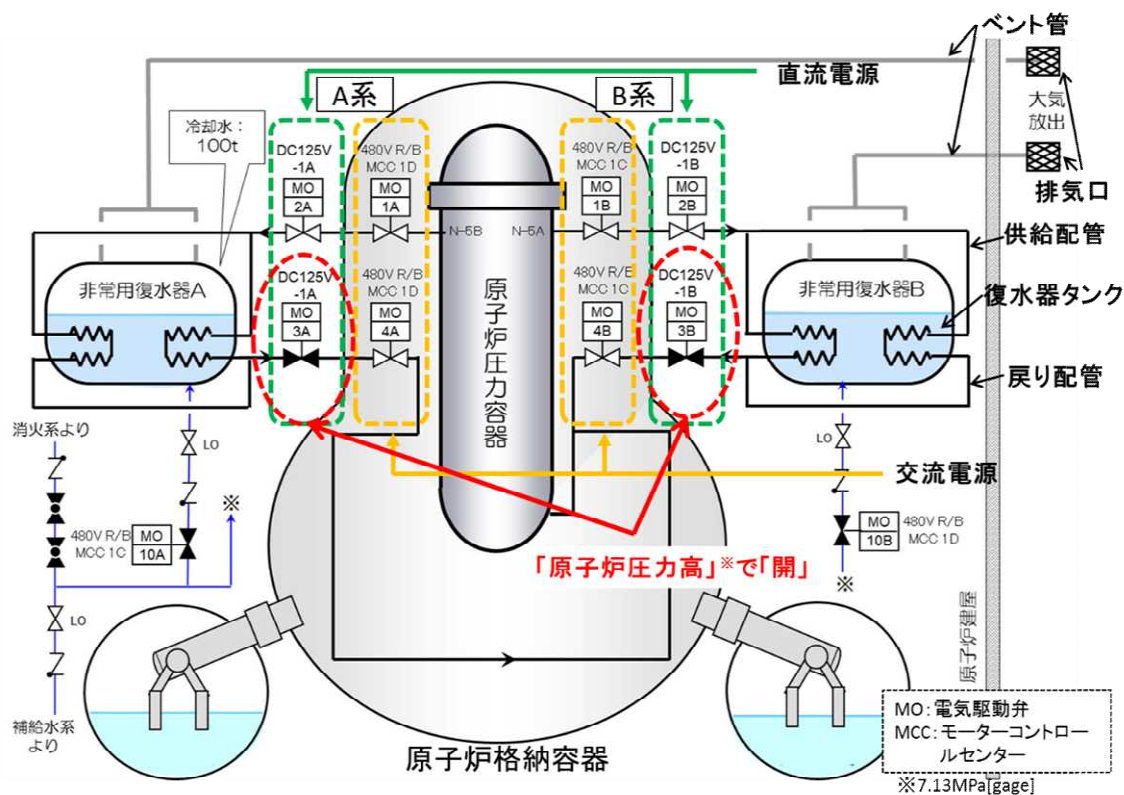 ベント管
直流電源
A系
B系
大気
放出
排気口
冷却水：
100t
DC125V
-1A
MO
2A
480V R/B
MCC 1D
MO
1A
480V R/B
MCC 1C
MO
1B
DC125V
-1B
MO
2B
N-5B
N-5A
供給配管
非常用復水器A
DC125V
-1A
MO
3A
480V R/B
MCC 1D
MO
4A
原子炉圧力容器
480V R/B
MCC 1C
MO
4B
DC125V
-1B
MO
3B
非常用復水器B
復水器タンク
戻り配管
消火系より
LO
LO
交流電源
※
480V R/B
MCC 1C
MO
10A
MO
10B
480V R/B
MCC 1D
「原子炉圧力高」※で「開」
※
LO
原子炉建屋
補給水系
より
原子炉格納容器
MO：電気駆動弁
MCC：モーターコントロー
ルセンター
※7.13MPa[gage]